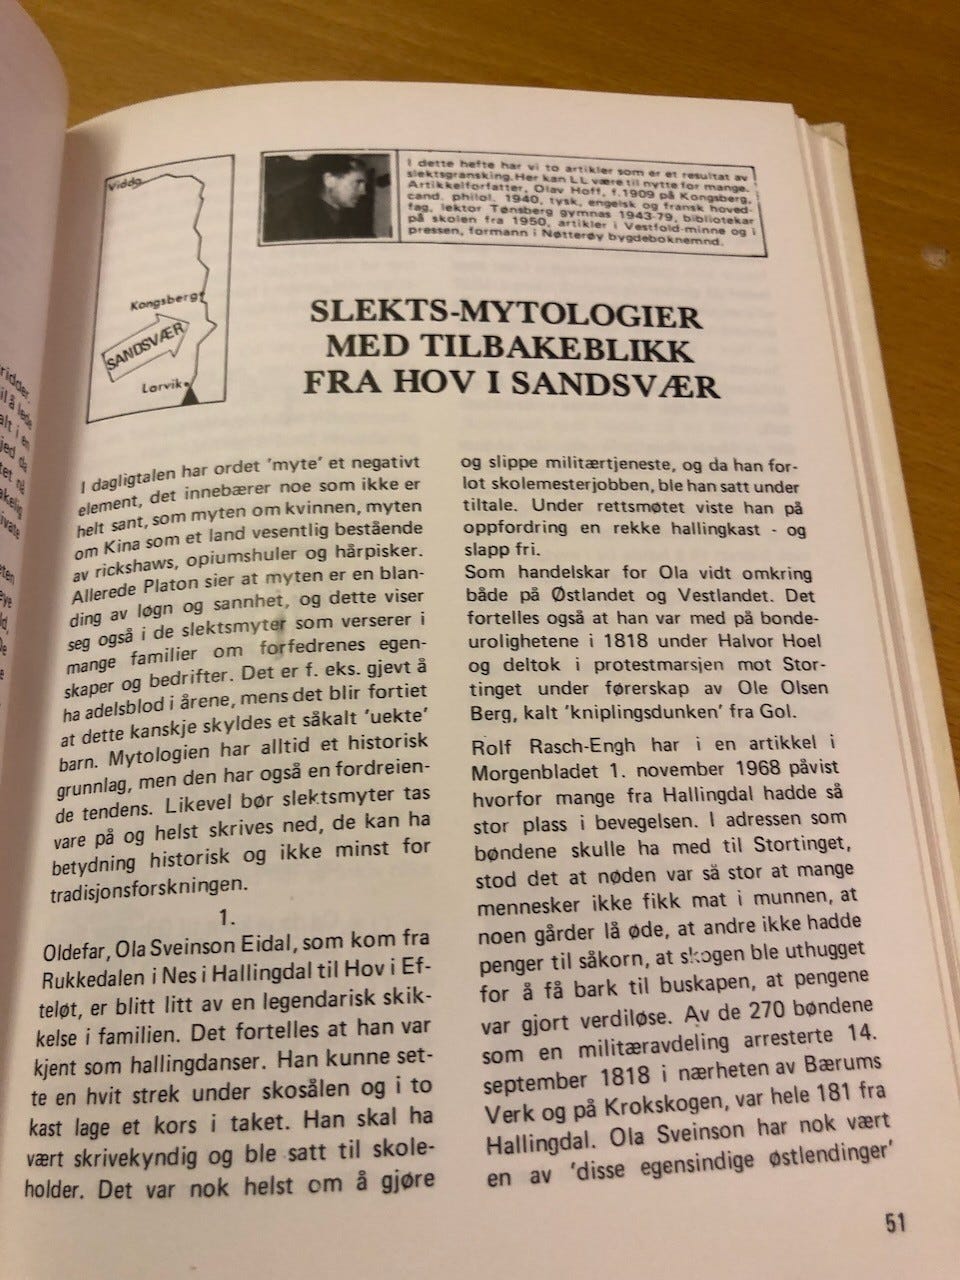 Viddg
Kongsberg
SANDSVÆR
Larvik
I dette hefte har vi to artikler som er et resultat av
slektsgransking. Her kan LL være til nytte for mange.
Artikkelforfatter, Olav Hoff, f.1909 på Kongsberg,
cand. philol. 1940, tysk, engelsk og fransk hoved-
fag, lektor Tønsberg gymnas 1943-79, bibliotekar
på skolen fra 1950, artikler i Vestfold-minne og i
pressen, formann i Nøtterøy bygdeboknemnd.
SLEKTS-MYTOLOGIER
MED TILBAKEBLIKK
FRA HOV I SANDSVÆR
I dagligtalen har ordet 'myte' et negativt
element, det innebærer noe som ikke er
helt sant, som myten om kvinnen, myten
om Kina som et land vesentlig bestående
av rickshaws, opiumshuler og hårpisker.
Allerede Platon sier at myten er en blan-
ding av løgn og sannhet, og dette viser
seg også i de slektsmyter som verserer i
mange familier om forfedrenes egen-
skaper og bedrifter. Det er f. eks. gjevt å
ha adelsblod i årene, mens det blir fortiet
at dette kanskje skyldes et såkalt 'uekte'
barn. Mytologien har alltid et historisk
grunnlag, men den har også en fordreien-
de tendens. Likevel bør slektsmyter tas
vare på og helst skrives ned, de kan ha
betydning historisk og ikke minst for
tradisjonsforskningen.
1.
Oldefar, Ola Sveinson Eidal, som kom fra
Rukkedalen i Nes i Hallingdal til Hov i Ef-
teløt, er blitt litt av en legendarisk skik-
kelse i familien. Det fortelles at han var
kjent som hallingdanser. Han kunne set-
te en hvit strek under skosålen og i to
kast lage et kors i taket. Han skal ha
vært skrivekyndig og ble satt til skole-
holder. Det var nok helst om å gjøre
og slippe militærtjeneste, og da han for-
lot skolemesterjobben, ble han satt under
tiltale. Under rettsmøtet viste han på
oppfordring en rekke hallingkast - og
slapp fri.
Som handelskar for Ola vidt omkring
både på Østlandet og Vestlandet. Det
fortelles også at han var med på bonde-
urolighetene i 1818 under Halvor Hoel
og deltok i protestmarsjen mot Stor-
tinget under førerskap av Ole Olsen
Berg, kalt 'kniplingsdunken' fra Gol.
Rolf Rasch-Engh har i en artikkel i
Morgenbladet 1. november 1968 påvist
hvorfor mange fra Hallingdal hadde så
stor plass i bevegelsen. I adressen som
bøndene skulle ha med til Stortinget,
stod det at nøden var så stor at mange
mennesker ikke fikk mat i munnen, at
noen gårder lå øde, at andre ikke hadde
penger til såkorn, at skogen ble uthugget
for å få bark til buskapen, at pengene
var gjort verdiløse. Av de 270 bøndene
som en militæravdeling arresterte 14.
september 1818 i nærheten av Bærums
Verk og på Krokskogen, var hele 181 fra
Hallingdal. Ola Sveinson har nok vært
en av 'disse egensindige østlendinger'
51